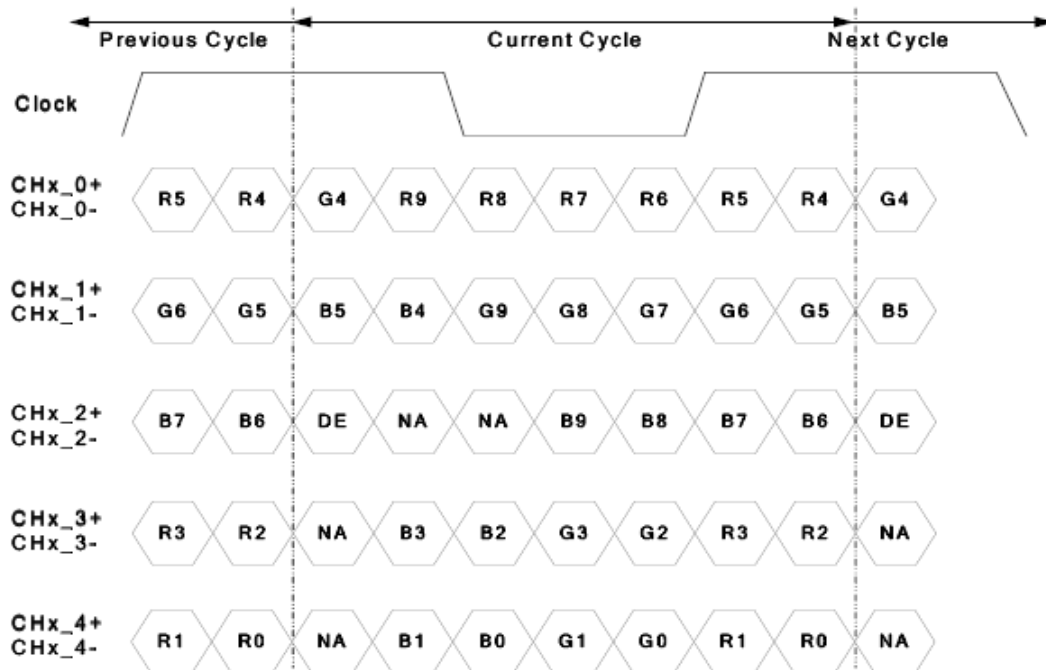 Previous Cycle Current Cycle Next Cycle
Clock
CHx_0+
CHx_0-
R5 R4 G4 R9 R8 R7 R6 R5 R4 G4
CHx_1+
CHx_1-
G6 G5 B5 B4 G9 G8 G7 G6 G5 B5
CHx_2+
CHx_2-
B7 B6 DE NA NA B9 B8 B7 B6 DE
CHx_3+
CHx_3-
R3 R2 NA B3 B2 G3 G2 R3 R2 NA
CHx_4+
CHx_4-
R1 R0 NA B1 B0 G1 G0 R1 R0 NA